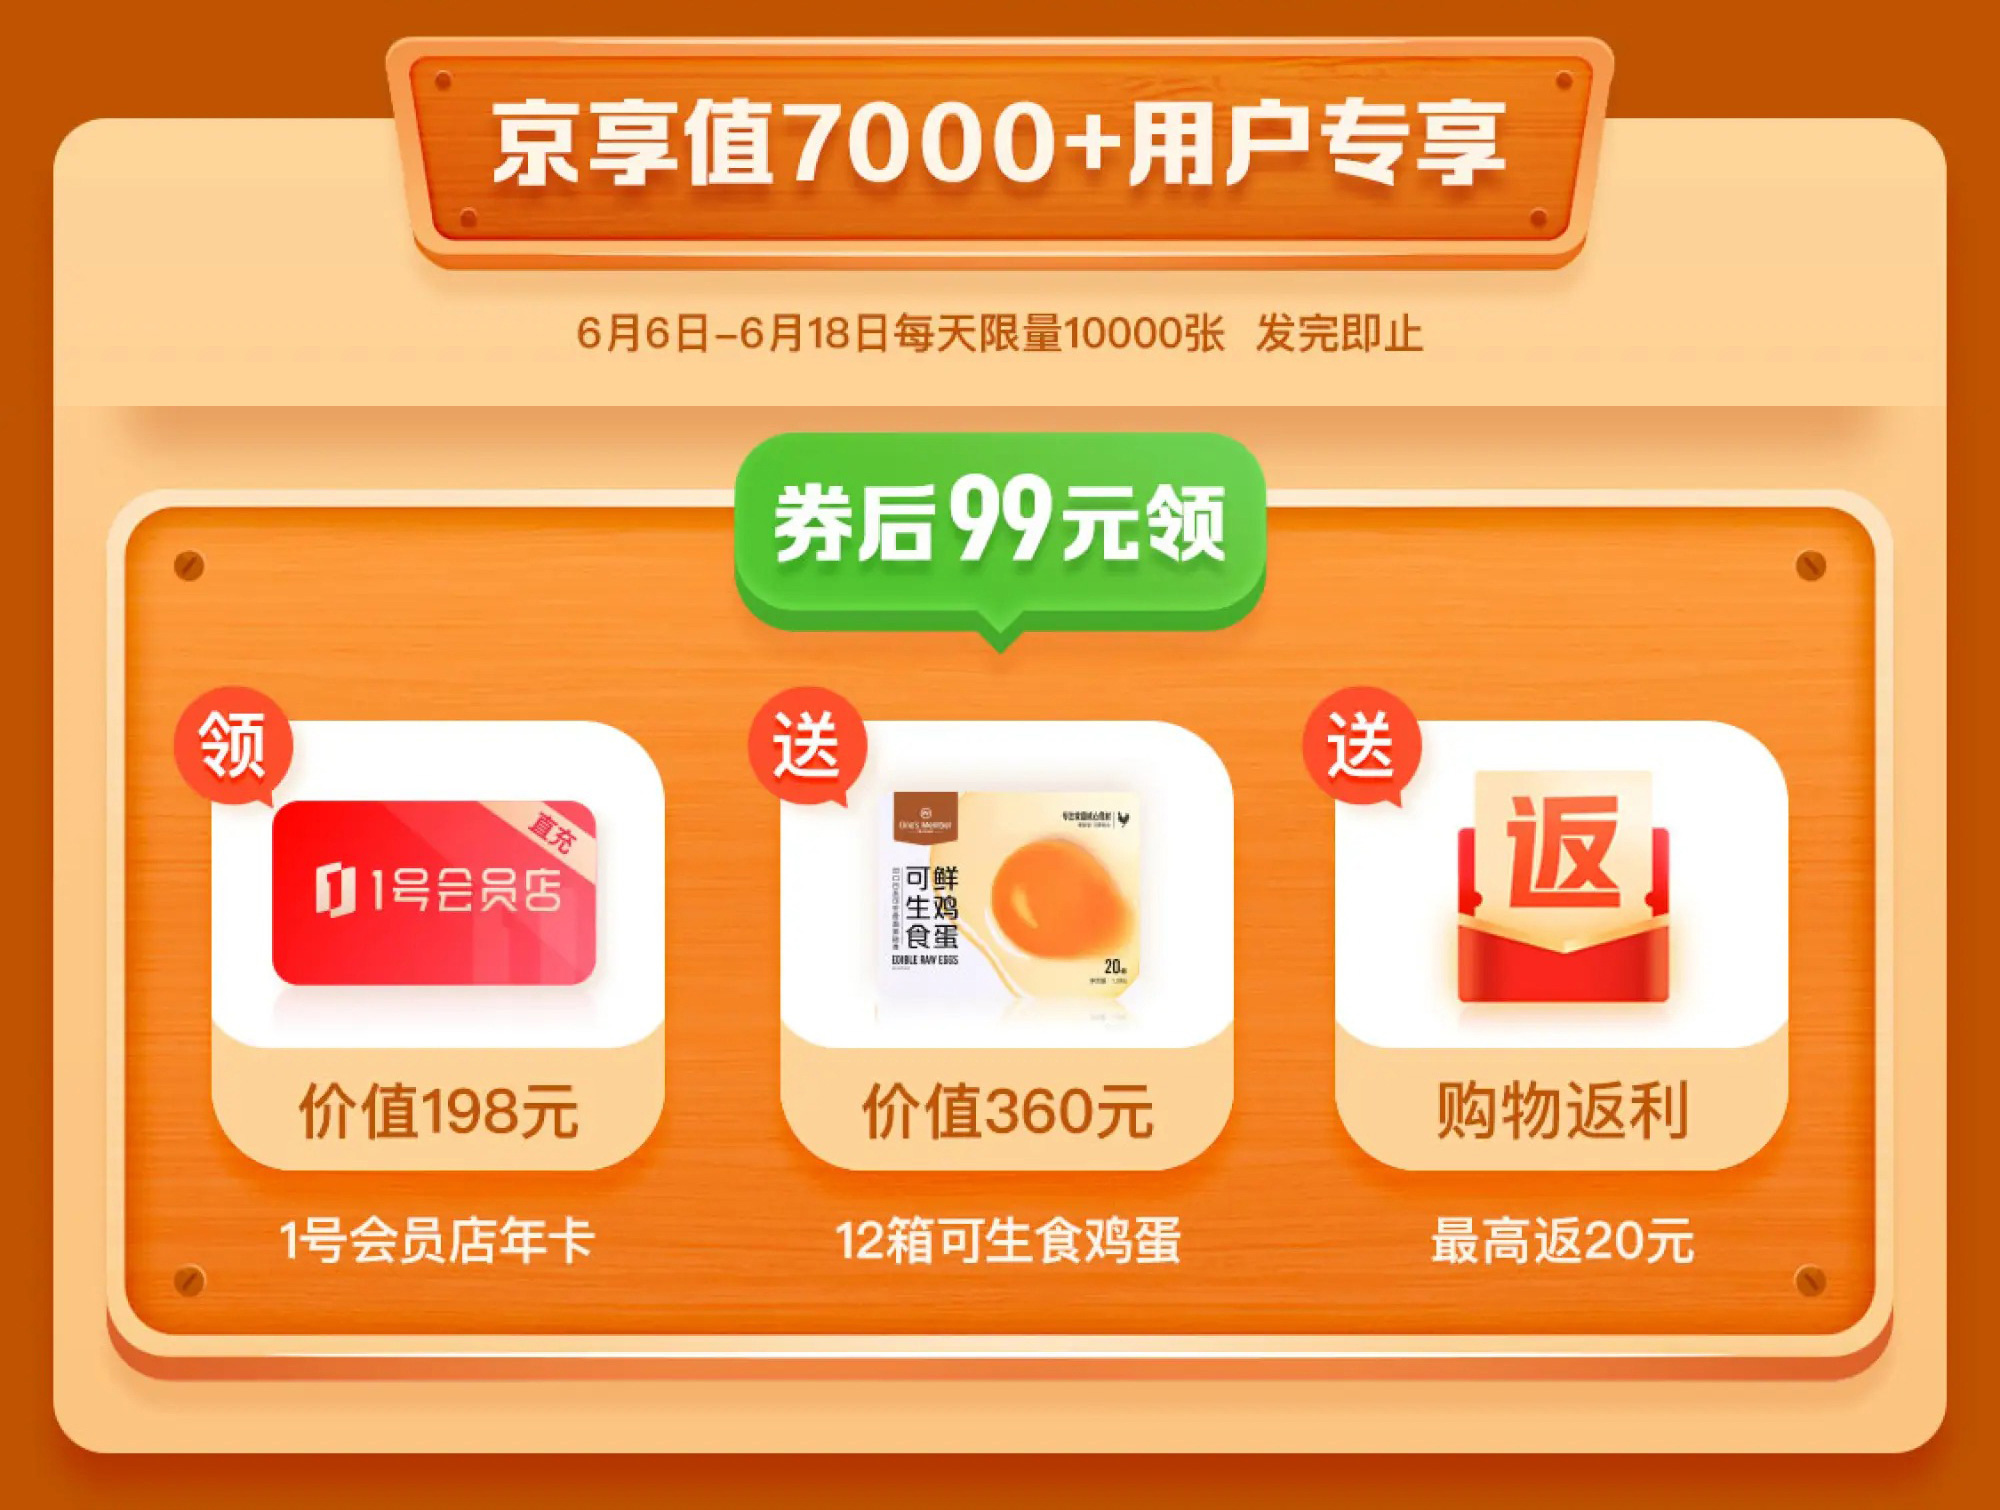 京享值7000+用户专享
6月6日-6月18日每天限量10000张 发完即止
券后99元领
领
直充
1号会员店
价值198元
1号会员店年卡
送
One's Member
鲜鸡蛋
可生食
EDIBLE RAW EGGS
20
价值360元
12箱可生食鸡蛋
送
返
购物返利
最高返20元